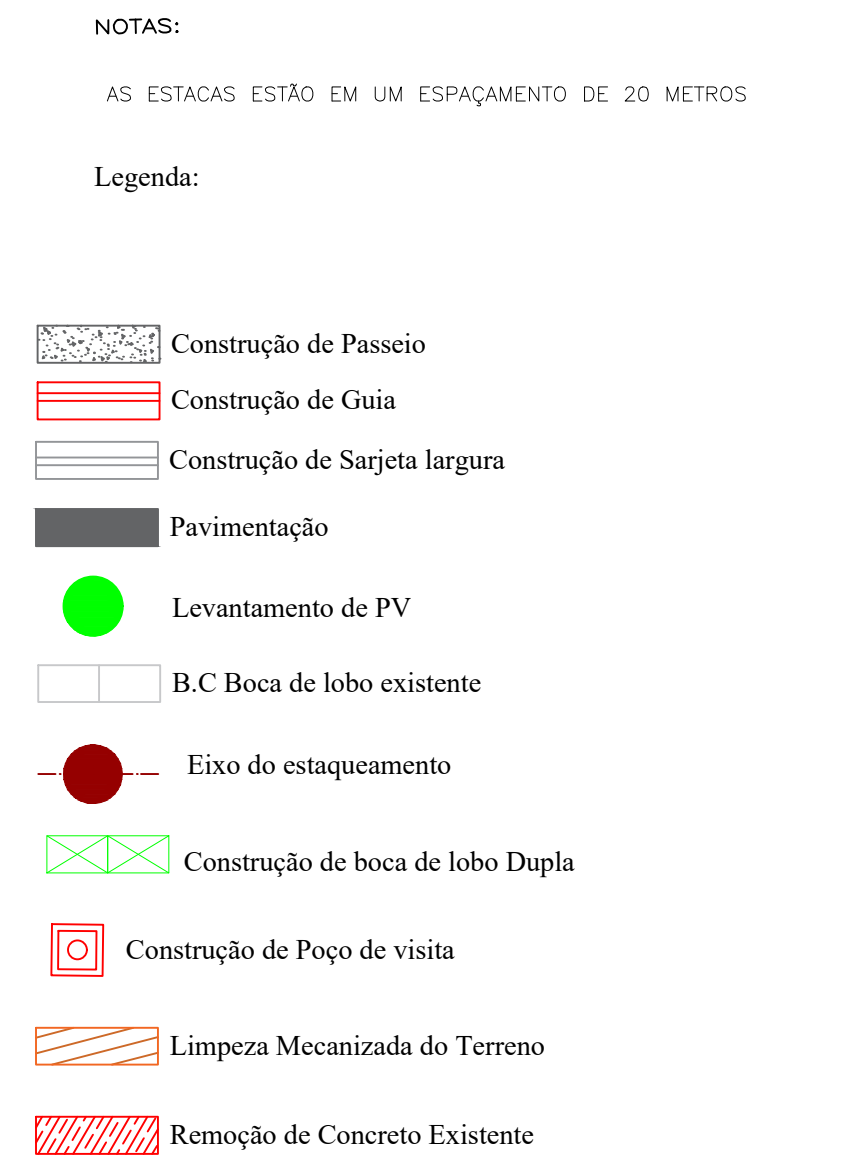 NOTAS:
AS ESTACAS ESTÃO EM UM ESPAÇAMENTO DE 20 METROS
Legenda:
Construção de Passeio
Construção de Guia
Construção de Sarjeta largura
Pavimentação
Levantamento de PV
B.C Boca de lobo existente
Eixo do estaqueamento
Construção de boca de lobo Dupla
Construção de Poço de visita
Limpeza Mecanizada do Terreno
Remoção de Concreto Existente